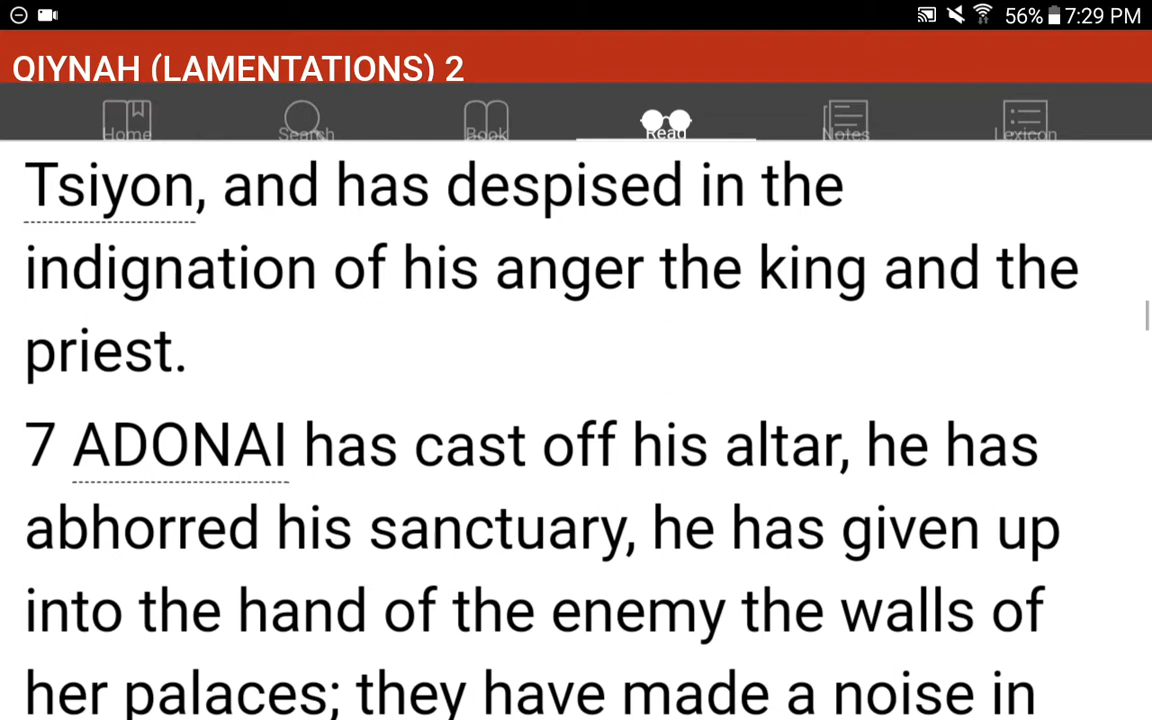 56% 7:29 PM
QIYNAH (LAMENTATIONS) 2
Home Search Book Read Notes Lexicon
Tsiyon, and has despised in the
indignation of his anger the king and the
priest.
7 ADONAI has cast off his altar, he has
abhorred his sanctuary, he has given up
into the hand of the enemy the walls of
her palaces; they have made a noise in